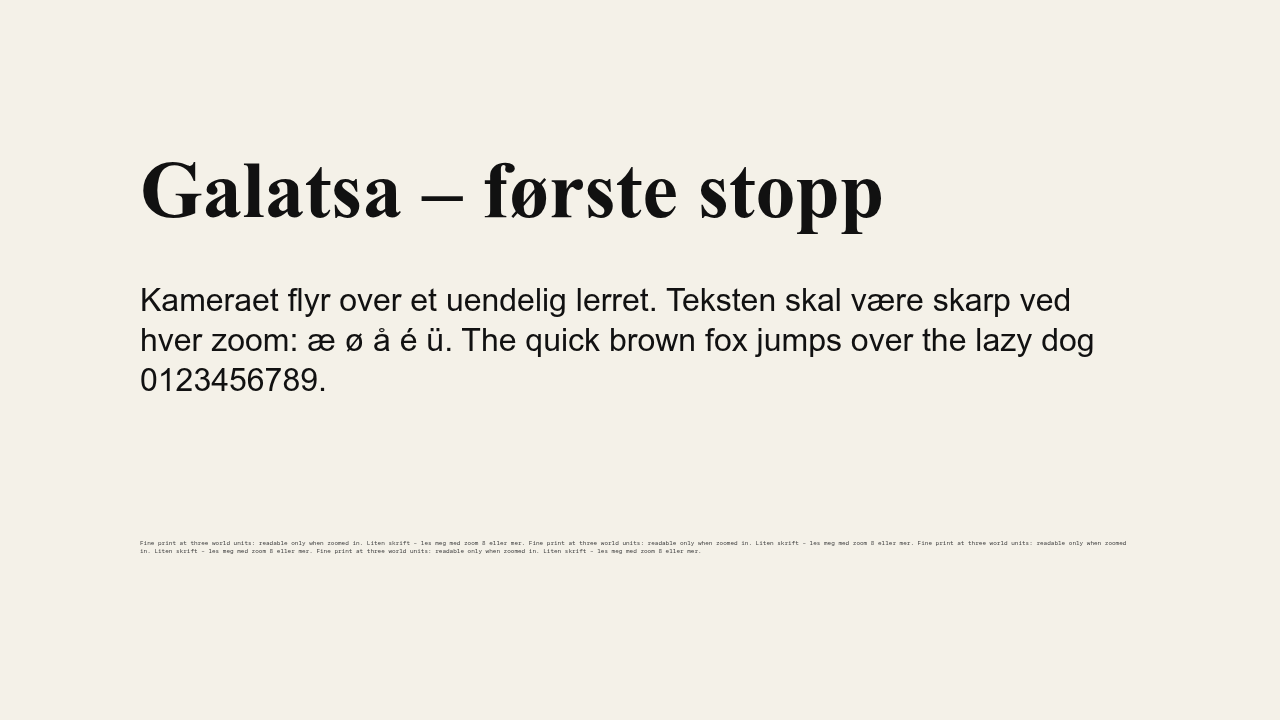 Galatsa – første stopp
Kameraet flyr over et uendelig lerret. Teksten skal være skarp ved
hver zoom: æ ø å é ü. The quick brown fox jumps over the lazy dog
0123456789.
Fine print at three world units: readable only when zoomed in. Liten skrift – les meg med zoom 8 eller mer. Fine print at three world units: readable only when zoomed in. Liten skrift – les meg med zoom 8 eller mer. Fine print at three world units: readable only when zoomed
in. Liten skrift – les meg med zoom 8 eller mer. Fine print at three world units: readable only when zoomed in. Liten skrift – les meg med zoom 8 eller mer.